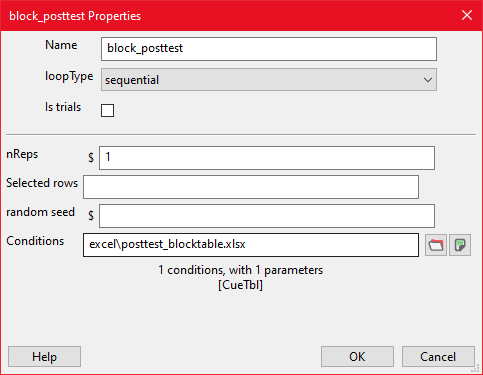 block_posttest Properties
Name block_posttest
loopType sequential
Is trials
nReps $ 1
Selected rows
random seed $
Conditions excel\posttest_blocktable.xlsx
1 conditions, with 1 parameters
[CueTbl]
Help OK Cancel